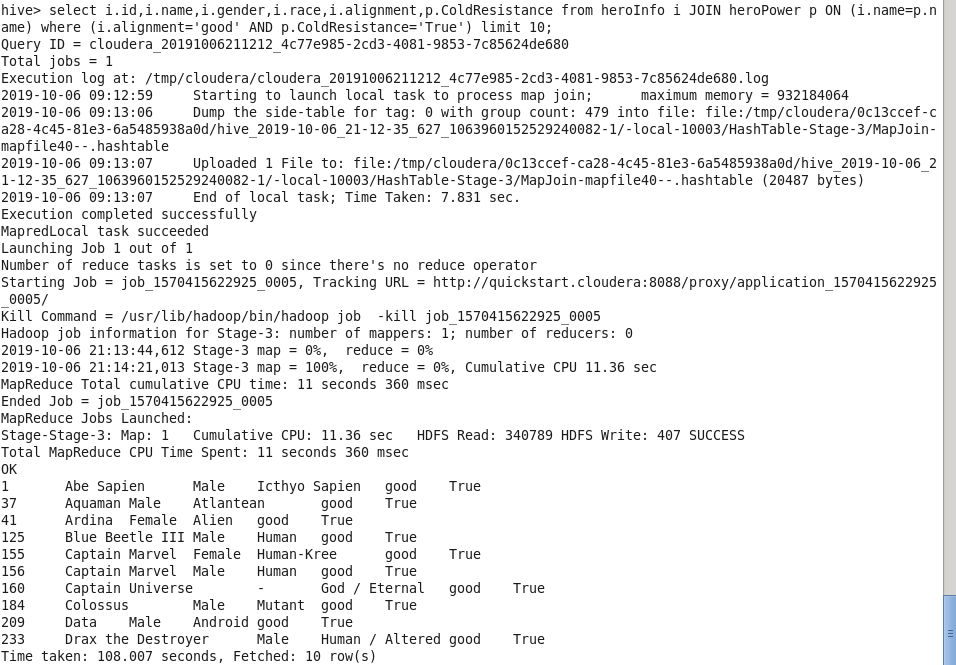 hive> select i.id,i.name,i.gender,i.race,i.alignment,p.ColdResistance from heroInfo i JOIN heroPower p ON (i.name=p.n
ame) where (i.alignment='good' AND p.ColdResistance='True') limit 10;
Query ID = cloudera_20191006211212_4c77e985-2cd3-4081-9853-7c85624de680
Total jobs = 1
Execution log at: /tmp/cloudera/cloudera_20191006211212_4c77e985-2cd3-4081-9853-7c85624de680.log
2019-10-06 09:12:59     Starting to launch local task to process map join;      maximum memory = 932184064
2019-10-06 09:13:06     Dump the side-table for tag: 0 with group count: 479 into file: file:/tmp/cloudera/0c13ccef-c
a28-4c45-81e3-6a5485938a0d/hive_2019-10-06_21-12-35_627_1063960152529240082-1/-local-10003/HashTable-Stage-3/MapJoin-
mapfile40--.hashtable
2019-10-06 09:13:07     Uploaded 1 File to: file:/tmp/cloudera/0c13ccef-ca28-4c45-81e3-6a5485938a0d/hive_2019-10-06_2
1-12-35_627_1063960152529240082-1/-local-10003/HashTable-Stage-3/MapJoin-mapfile40--.hashtable (20487 bytes)
2019-10-06 09:13:07     End of local task; Time Taken: 7.831 sec.
Execution completed successfully
MapredLocal task succeeded
Launching Job 1 out of 1
Number of reduce tasks is set to 0 since there's no reduce operator
Starting Job = job_1570415622925_0005, Tracking URL = http://quickstart.cloudera:8088/proxy/application_1570415622925
_0005/
Kill Command = /usr/lib/hadoop/bin/hadoop job  -kill job_1570415622925_0005
Hadoop job information for Stage-3: number of mappers: 1; number of reducers: 0
2019-10-06 21:13:44,612 Stage-3 map = 0%,  reduce = 0%
2019-10-06 21:14:21,013 Stage-3 map = 100%,  reduce = 0%, Cumulative CPU 11.36 sec
MapReduce Total cumulative CPU time: 11 seconds 360 msec
Ended Job = job_1570415622925_0005
MapReduce Jobs Launched:
Stage-Stage-3: Map: 1   Cumulative CPU: 11.36 sec   HDFS Read: 340789 HDFS Write: 407 SUCCESS
Total MapReduce CPU Time Spent: 11 seconds 360 msec
OK
1       Abe Sapien      Male    Icthyo Sapien   good    True
37      Aquaman Male    Atlantean       good    True
41      Ardina  Female  Alien   good    True
125     Blue Beetle III Male    Human   good    True
155     Captain Marvel  Female  Human-Kree      good    True
156     Captain Marvel  Male    Human   good    True
160     Captain Universe        -       God / Eternal   good    True
184     Colossus        Male    Mutant  good    True
209     Data    Male    Android good    True
233     Drax the Destroyer      Male    Human / Altered good    True
Time taken: 108.007 seconds, Fetched: 10 row(s)